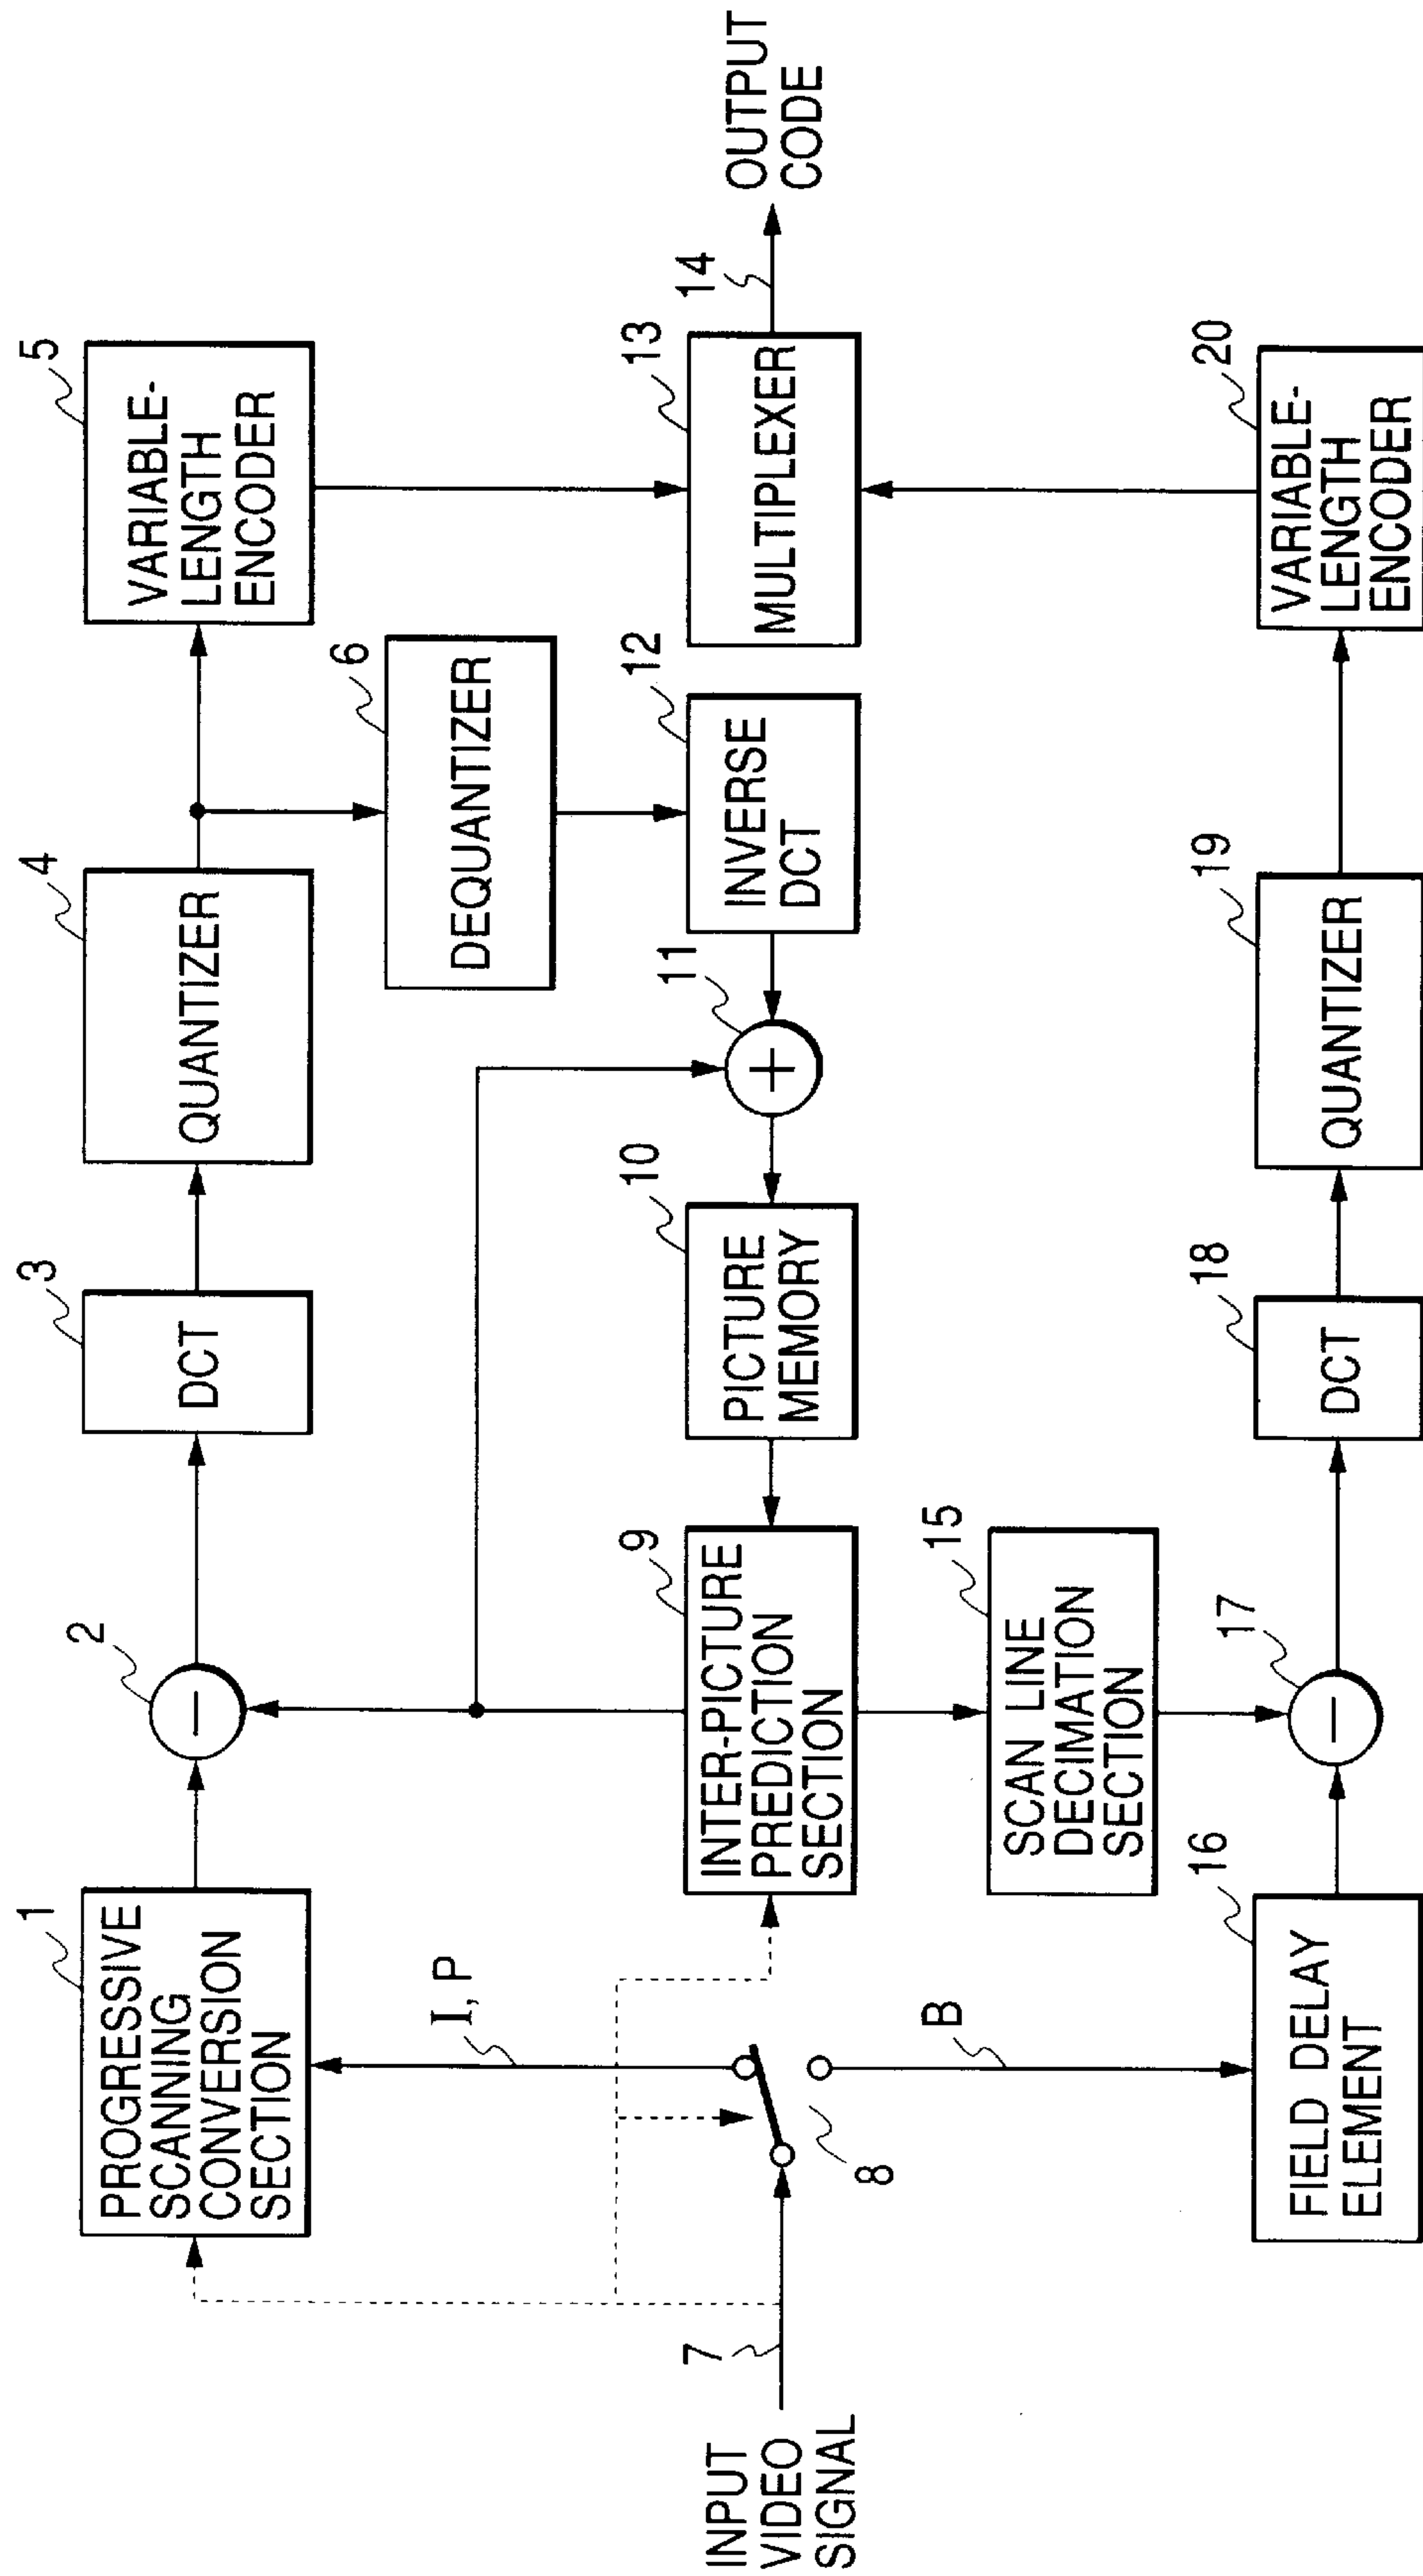 1
PROGRESSIVE
SCANNING
CONVERSION
SECTION
2
3
DCT
4
QUANTIZER
5
VARIABLE-
LENGTH
ENCODER
6
DEQUANTIZER
I, P
INPUT
VIDEO
SIGNAL
7
8
9
INTER-PICTURE
PREDICTION
SECTION
10
PICTURE
MEMORY
11
+
12
INVERSE
DCT
13
MULTIPLEXER
14
OUTPUT
CODE
B
15
SCAN LINE
DECIMATION
SECTION
16
FIELD DELAY
ELEMENT
17
18
DCT
19
QUANTIZER
20
VARIABLE-
LENGTH
ENCODER